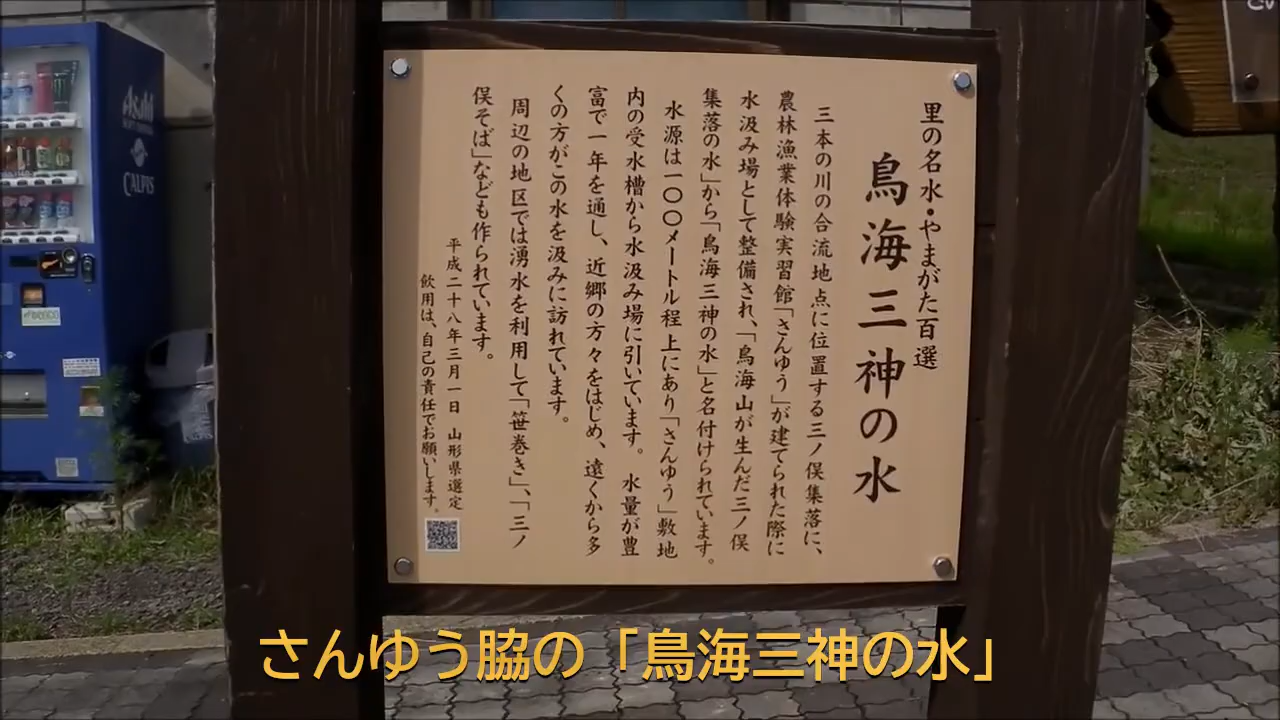 里の名水・やまがた百選
鳥海三神の水
三本の川の合流地点に位置する三ノ俣集落に、
農林漁業体験実習館「さんゆう」が建てられた際に
水汲み場として整備され、「鳥海山が生んだ三ノ俣
集落の水」から「鳥海三神の水」と名付けられています。
水源は一〇〇メートル程上にあり「さんゆう」敷地
内の受水槽から水汲み場に引いています。水量が豊
富で一年を通し、近郷の方々をはじめ、遠くから多
くの方がこの水を汲みに訪れています。
周辺の地区では湧水を利用して「笹巻き」、「三ノ
俣そば」なども作られています。
平成二十八年三月一日 山形県選定
飲用は、自己の責任でお願いします。
Asahi
CALPIS
さんゆう脇の「鳥海三神の水」